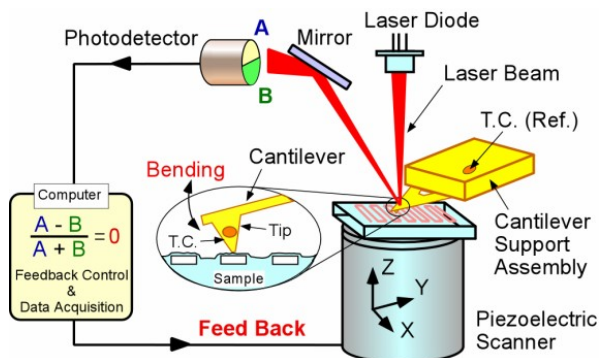 Laser Diode
Photodetector
A
Mirror
B
Laser Beam
T.C. (Ref.)
Bending
Cantilever
Computer
A - B
A + B
= 0
Feedback Control
&
Data Acquisition
T.C.
Tip
Sample
Cantilever
Support
Assembly
Z
Y
X
Feed Back
Piezoelectric
Scanner